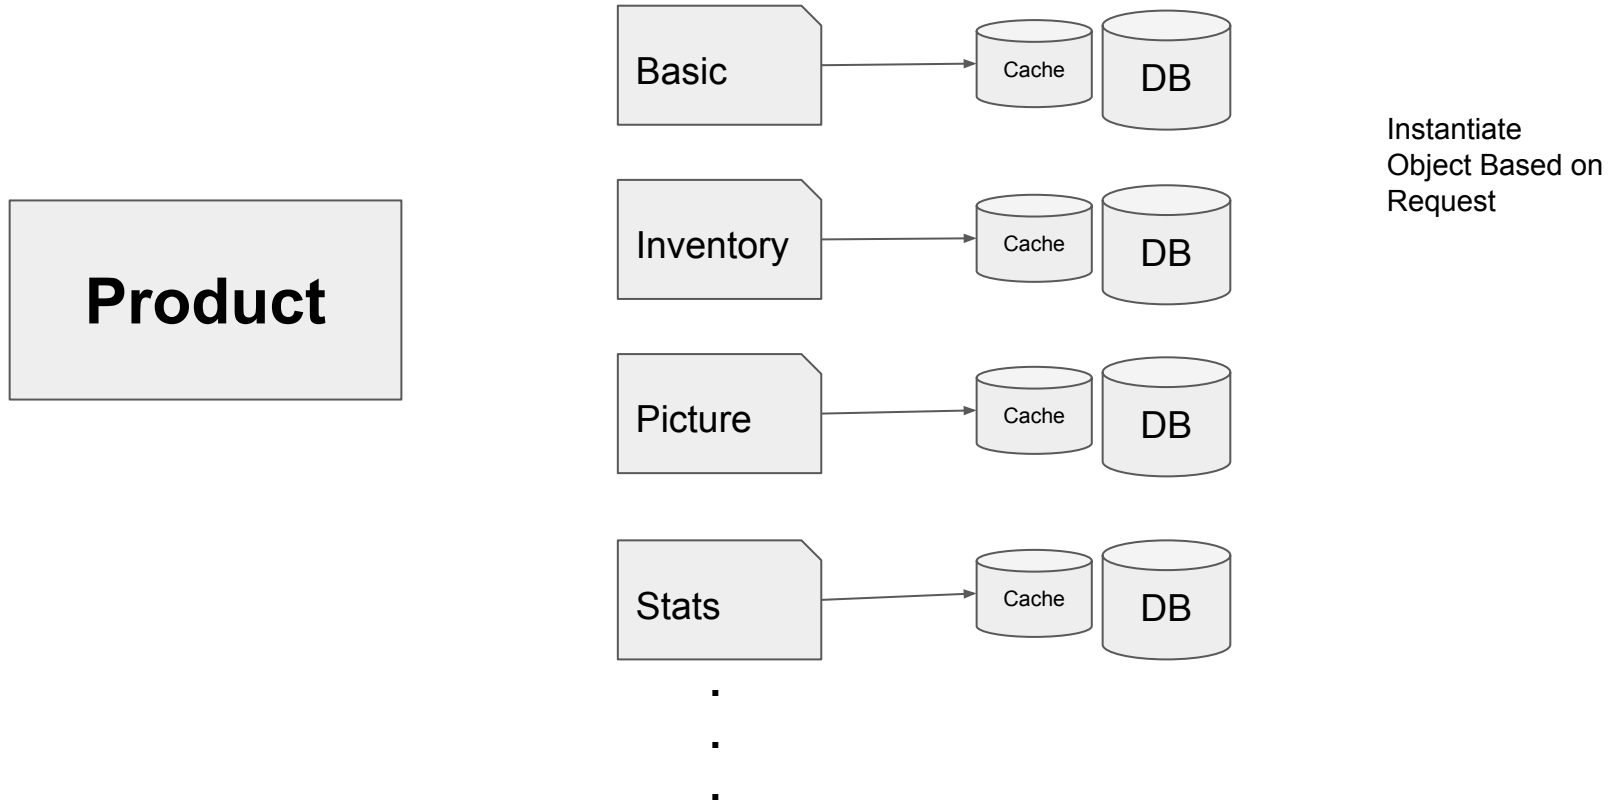 Basic
Cache
DB
Instantiate
Object Based on
Request
Inventory
Cache
DB
Product
Picture
Cache
DB
Stats
Cache
DB
.
.
.